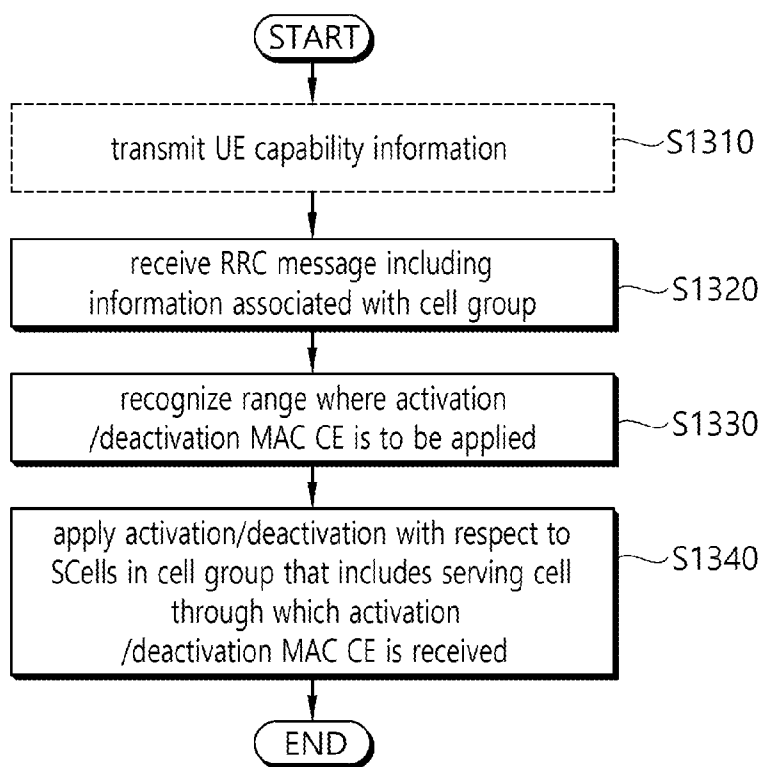 START
transmit UE capability information
S1310
receive RRC message including
information associated with cell group
S1320
recognize range where activation
/deactivation MAC CE is to be applied
S1330
apply activation/deactivation with respect to
SCells in cell group that includes serving cell
through which activation
/deactivation MAC CE is received
S1340
END